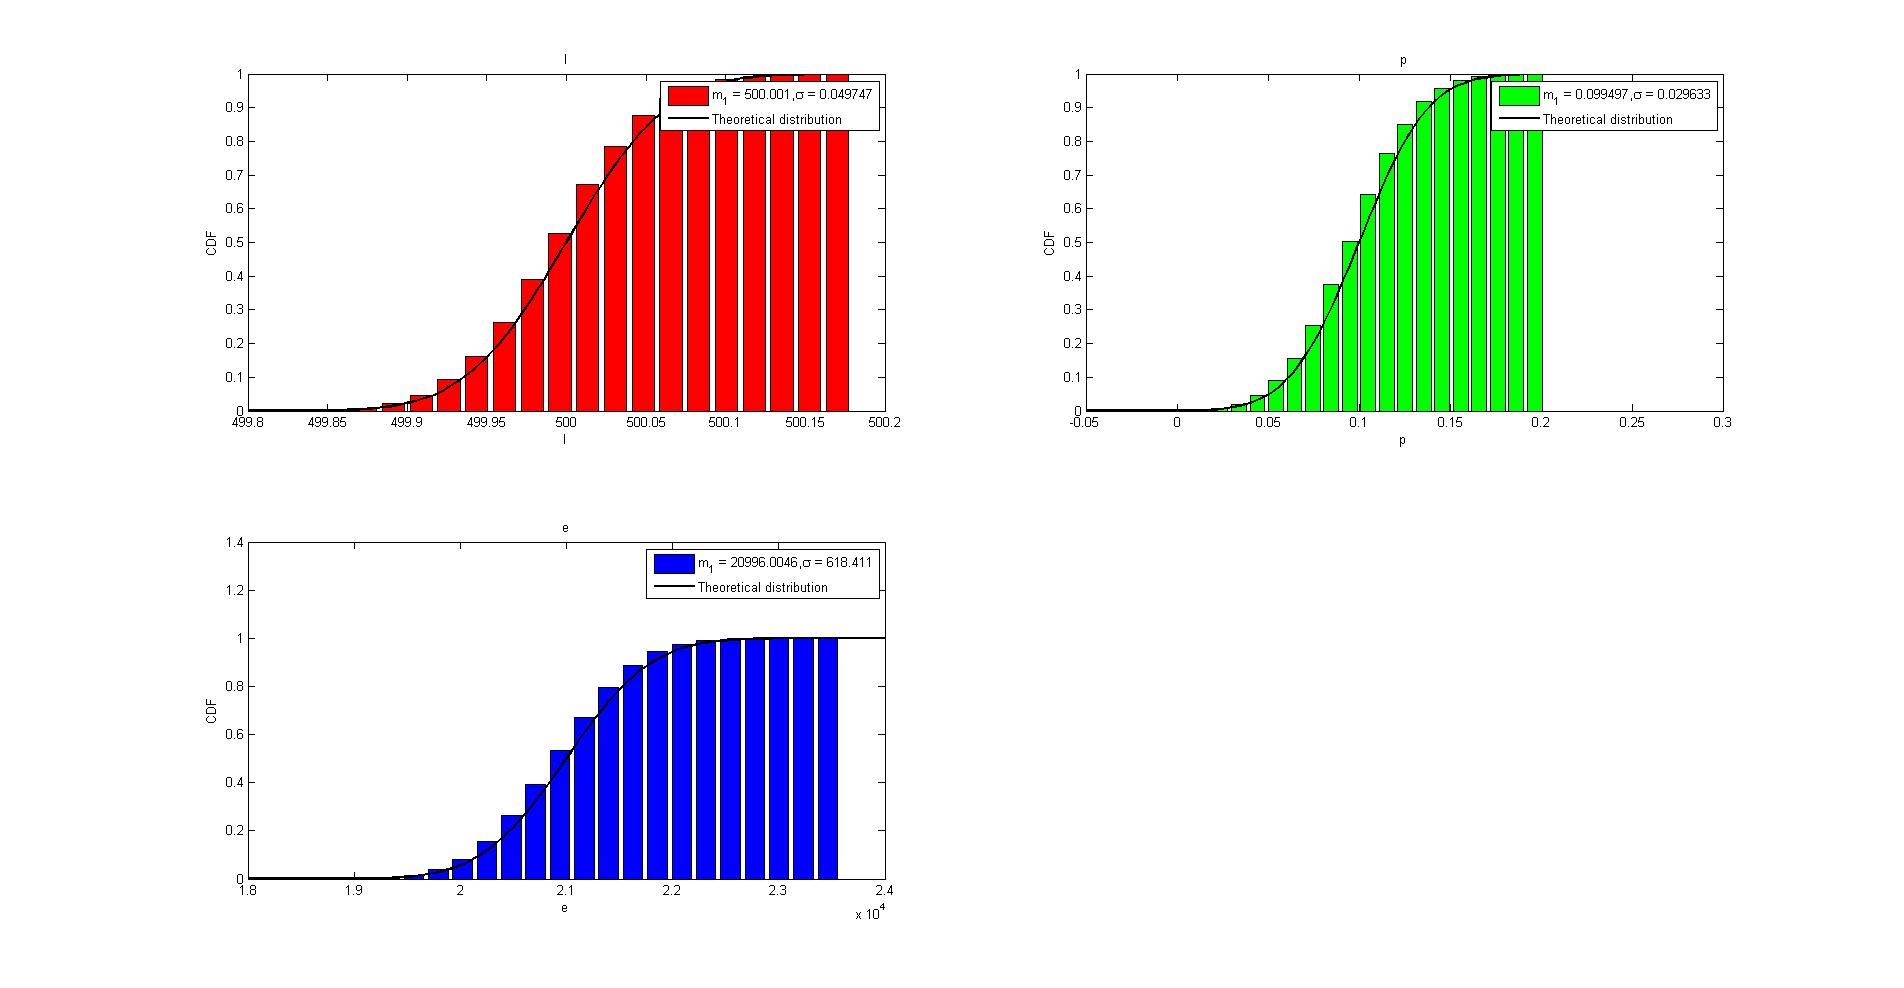 l
1
0.9
0.8
0.7
0.6
0.5
0.4
0.3
0.2
0.1
0
CDF
m1 = 500.001,σ = 0.049747
Theoretical distribution
499.8 499.85 499.9 499.95 500 500.05 500.1 500.15 500.2
l
p
1
0.9
0.8
0.7
0.6
0.5
0.4
0.3
0.2
0.1
0
CDF
m1 = 0.099497,σ = 0.029633
Theoretical distribution
-0.05 0 0.05 0.1 0.15 0.2 0.25 0.3
p
e
1.4
1.2
1
0.8
0.6
0.4
0.2
0
CDF
m1 = 20996.0046,σ = 618.411
Theoretical distribution
1.8 1.9 2 2.1 2.2 2.3 2.4
e
x 10^4